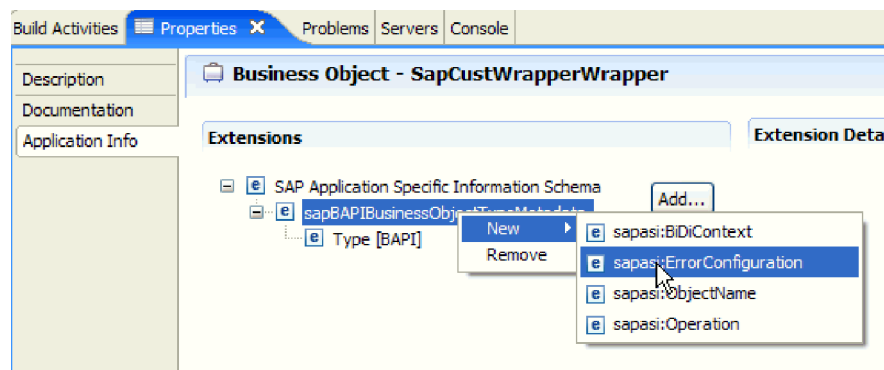 Build Activities Properties Problems Servers Console
Description
Documentation
Application Info
Business Object - SapCustWrapperWrapper
Extensions
Extension Deta
SAP Application Specific Information Schema
sapBAPIBusinessObjectTypeMetadata
Type [BAPI]
Add...
New
Remove
sapasi:BiDiContext
sapasi:ErrorConfiguration
sapasi:ObjectName
sapasi:Operation